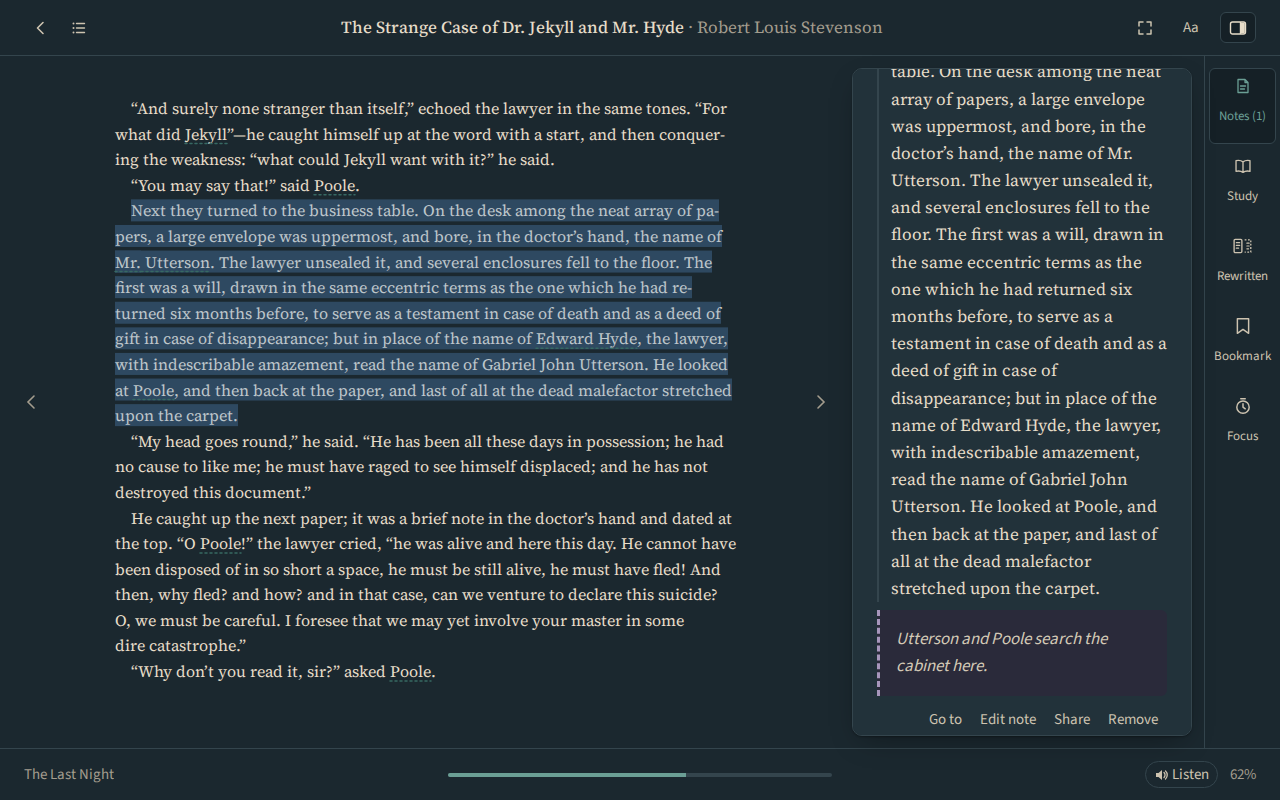 The Strange Case of Dr. Jekyll and Mr. Hyde · Robert Louis Stevenson
Aa
“And surely none stranger than itself,” echoed the lawyer in the same tones. “For
what did Jekyll”—he caught himself up at the word with a start, and then conquer-
ing the weakness: “what could Jekyll want with it?” he said.
“You may say that!” said Poole.
Next they turned to the business table. On the desk among the neat array of pa-
pers, a large envelope was uppermost, and bore, in the doctor’s hand, the name of
Mr. Utterson. The lawyer unsealed it, and several enclosures fell to the floor. The
first was a will, drawn in the same eccentric terms as the one which he had re-
turned six months before, to serve as a testament in case of death and as a deed of
gift in case of disappearance; but in place of the name of Edward Hyde, the lawyer,
with indescribable amazement, read the name of Gabriel John Utterson. He looked
at Poole, and then back at the paper, and last of all at the dead malefactor stretched
upon the carpet.
“My head goes round,” he said. “He has been all these days in possession; he had
no cause to like me; he must have raged to see himself displaced; and he has not
destroyed this document.”
He caught up the next paper; it was a brief note in the doctor’s hand and dated at
the top. “O Poole!” the lawyer cried, “he was alive and here this day. He cannot have
been disposed of in so short a space, he must be still alive, he must have fled! And
then, why fled? and how? and in that case, can we venture to declare this suicide?
O, we must be careful. I foresee that we may yet involve your master in some
dire catastrophe.”
“Why don’t you read it, sir?” asked Poole.
table. On the desk among the neat
array of papers, a large envelope
was uppermost, and bore, in the
doctor’s hand, the name of Mr.
Utterson. The lawyer unsealed it,
and several enclosures fell to the
floor. The first was a will, drawn in
the same eccentric terms as the
one which he had returned six
months before, to serve as a
testament in case of death and as a
deed of gift in case of
disappearance; but in place of the
name of Edward Hyde, the lawyer,
with indescribable amazement,
read the name of Gabriel John
Utterson. He looked at Poole, and
then back at the paper, and last of
all at the dead malefactor
stretched upon the carpet.
Utterson and Poole search the
cabinet here.
Go to Edit note Share Remove
Notes (1)
Study
Rewritten
Bookmark
Focus
The Last Night
Listen 62%